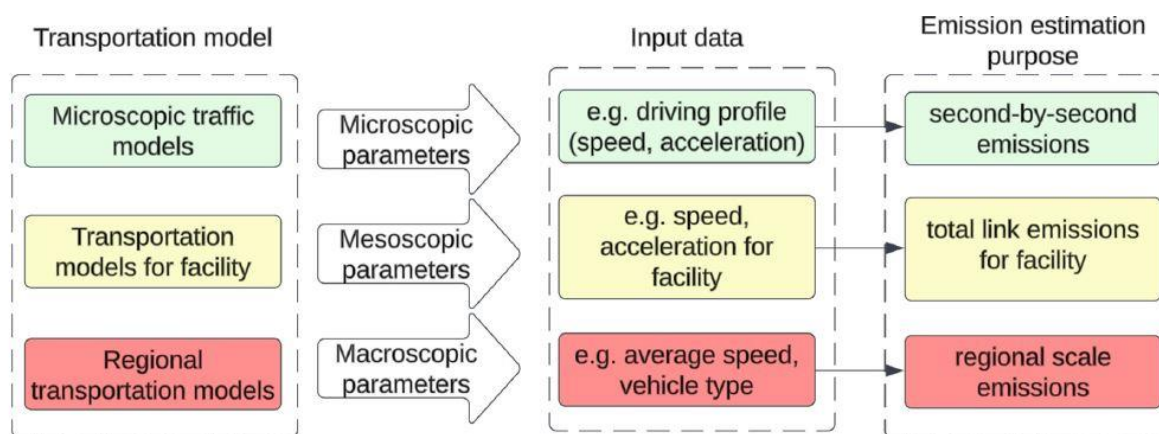 Transportation model
Input data
Emission estimation
purpose
Microscopic traffic
models
Microscopic
parameters
e.g. driving profile
(speed, acceleration)
second-by-second
emissions
Transportation
models for facility
Mesoscopic
parameters
e.g. speed,
acceleration for
facility
total link emissions
for facility
Regional
transportation models
Macroscopic
parameters
e.g. average speed,
vehicle type
regional scale
emissions